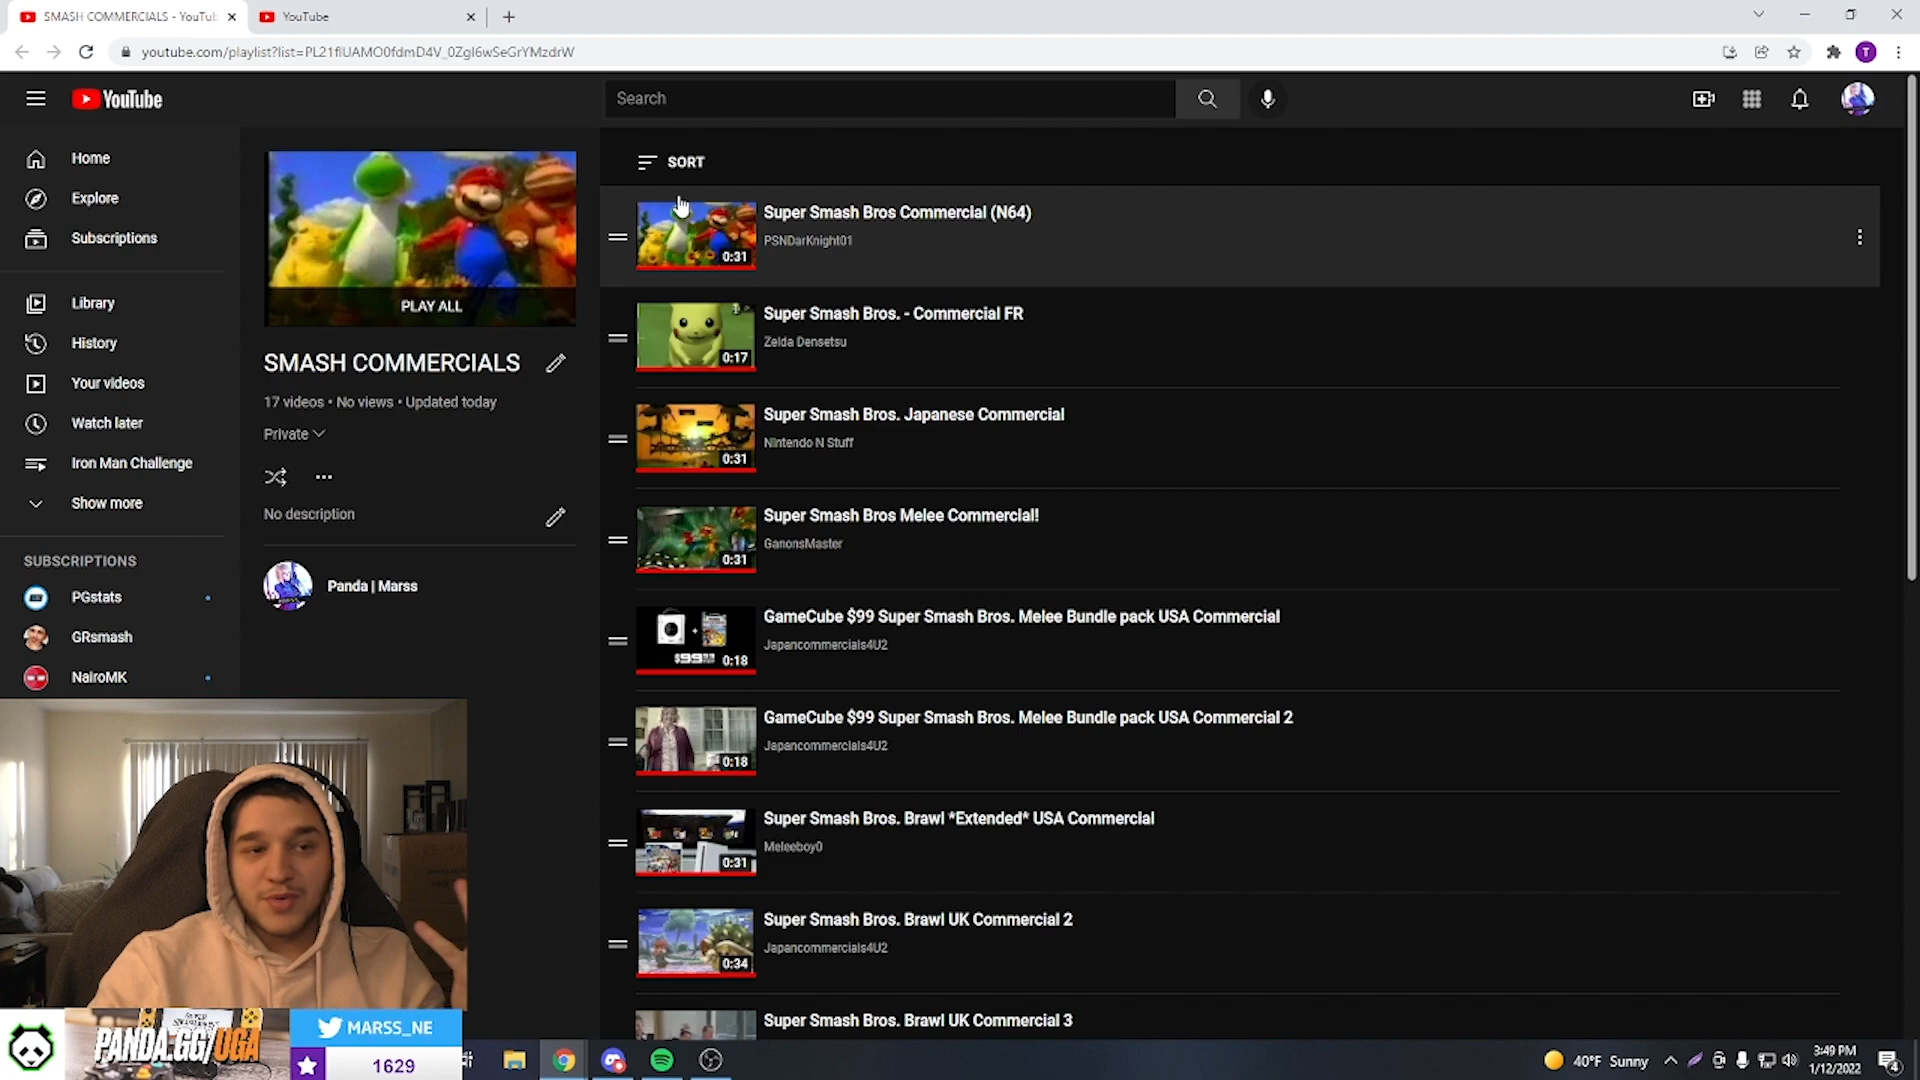 SMASH COMMERCIALS - YouTub
YouTube
youtube.com/playlist?list=PL21flUAMO0fdmD4V_0Zgl6wSeGrYMzdrW
T
YouTube
Search
Home
Explore
Subscriptions
Library
History
Your videos
Watch later
Iron Man Challenge
Show more
SUBSCRIPTIONS
PGstats
GRsmash
NairoMK
PLAY ALL
SMASH COMMERCIALS
17 videos • No views • Updated today
Private
No description
Panda | Marss
SORT
Super Smash Bros Commercial (N64)
PSNDarKnight01
0:31
Super Smash Bros. - Commercial FR
Zelda Densetsu
0:17
Super Smash Bros. Japanese Commercial
Nintendo N Stuff
0:31
Super Smash Bros Melee Commercial!
GanonsMaster
0:31
GameCube $99 Super Smash Bros. Melee Bundle pack USA Commercial
Japancommercials4U2
0:18
GameCube $99 Super Smash Bros. Melee Bundle pack USA Commercial 2
Japancommercials4U2
0:18
Super Smash Bros. Brawl *Extended* USA Commercial
Meleeboy0
0:31
Super Smash Bros. Brawl UK Commercial 2
Japancommercials4U2
0:34
Super Smash Bros. Brawl UK Commercial 3
PANDA.GG/UGA
MARSS_NE
1629
40°F Sunny
3:49 PM
1/12/2022
4